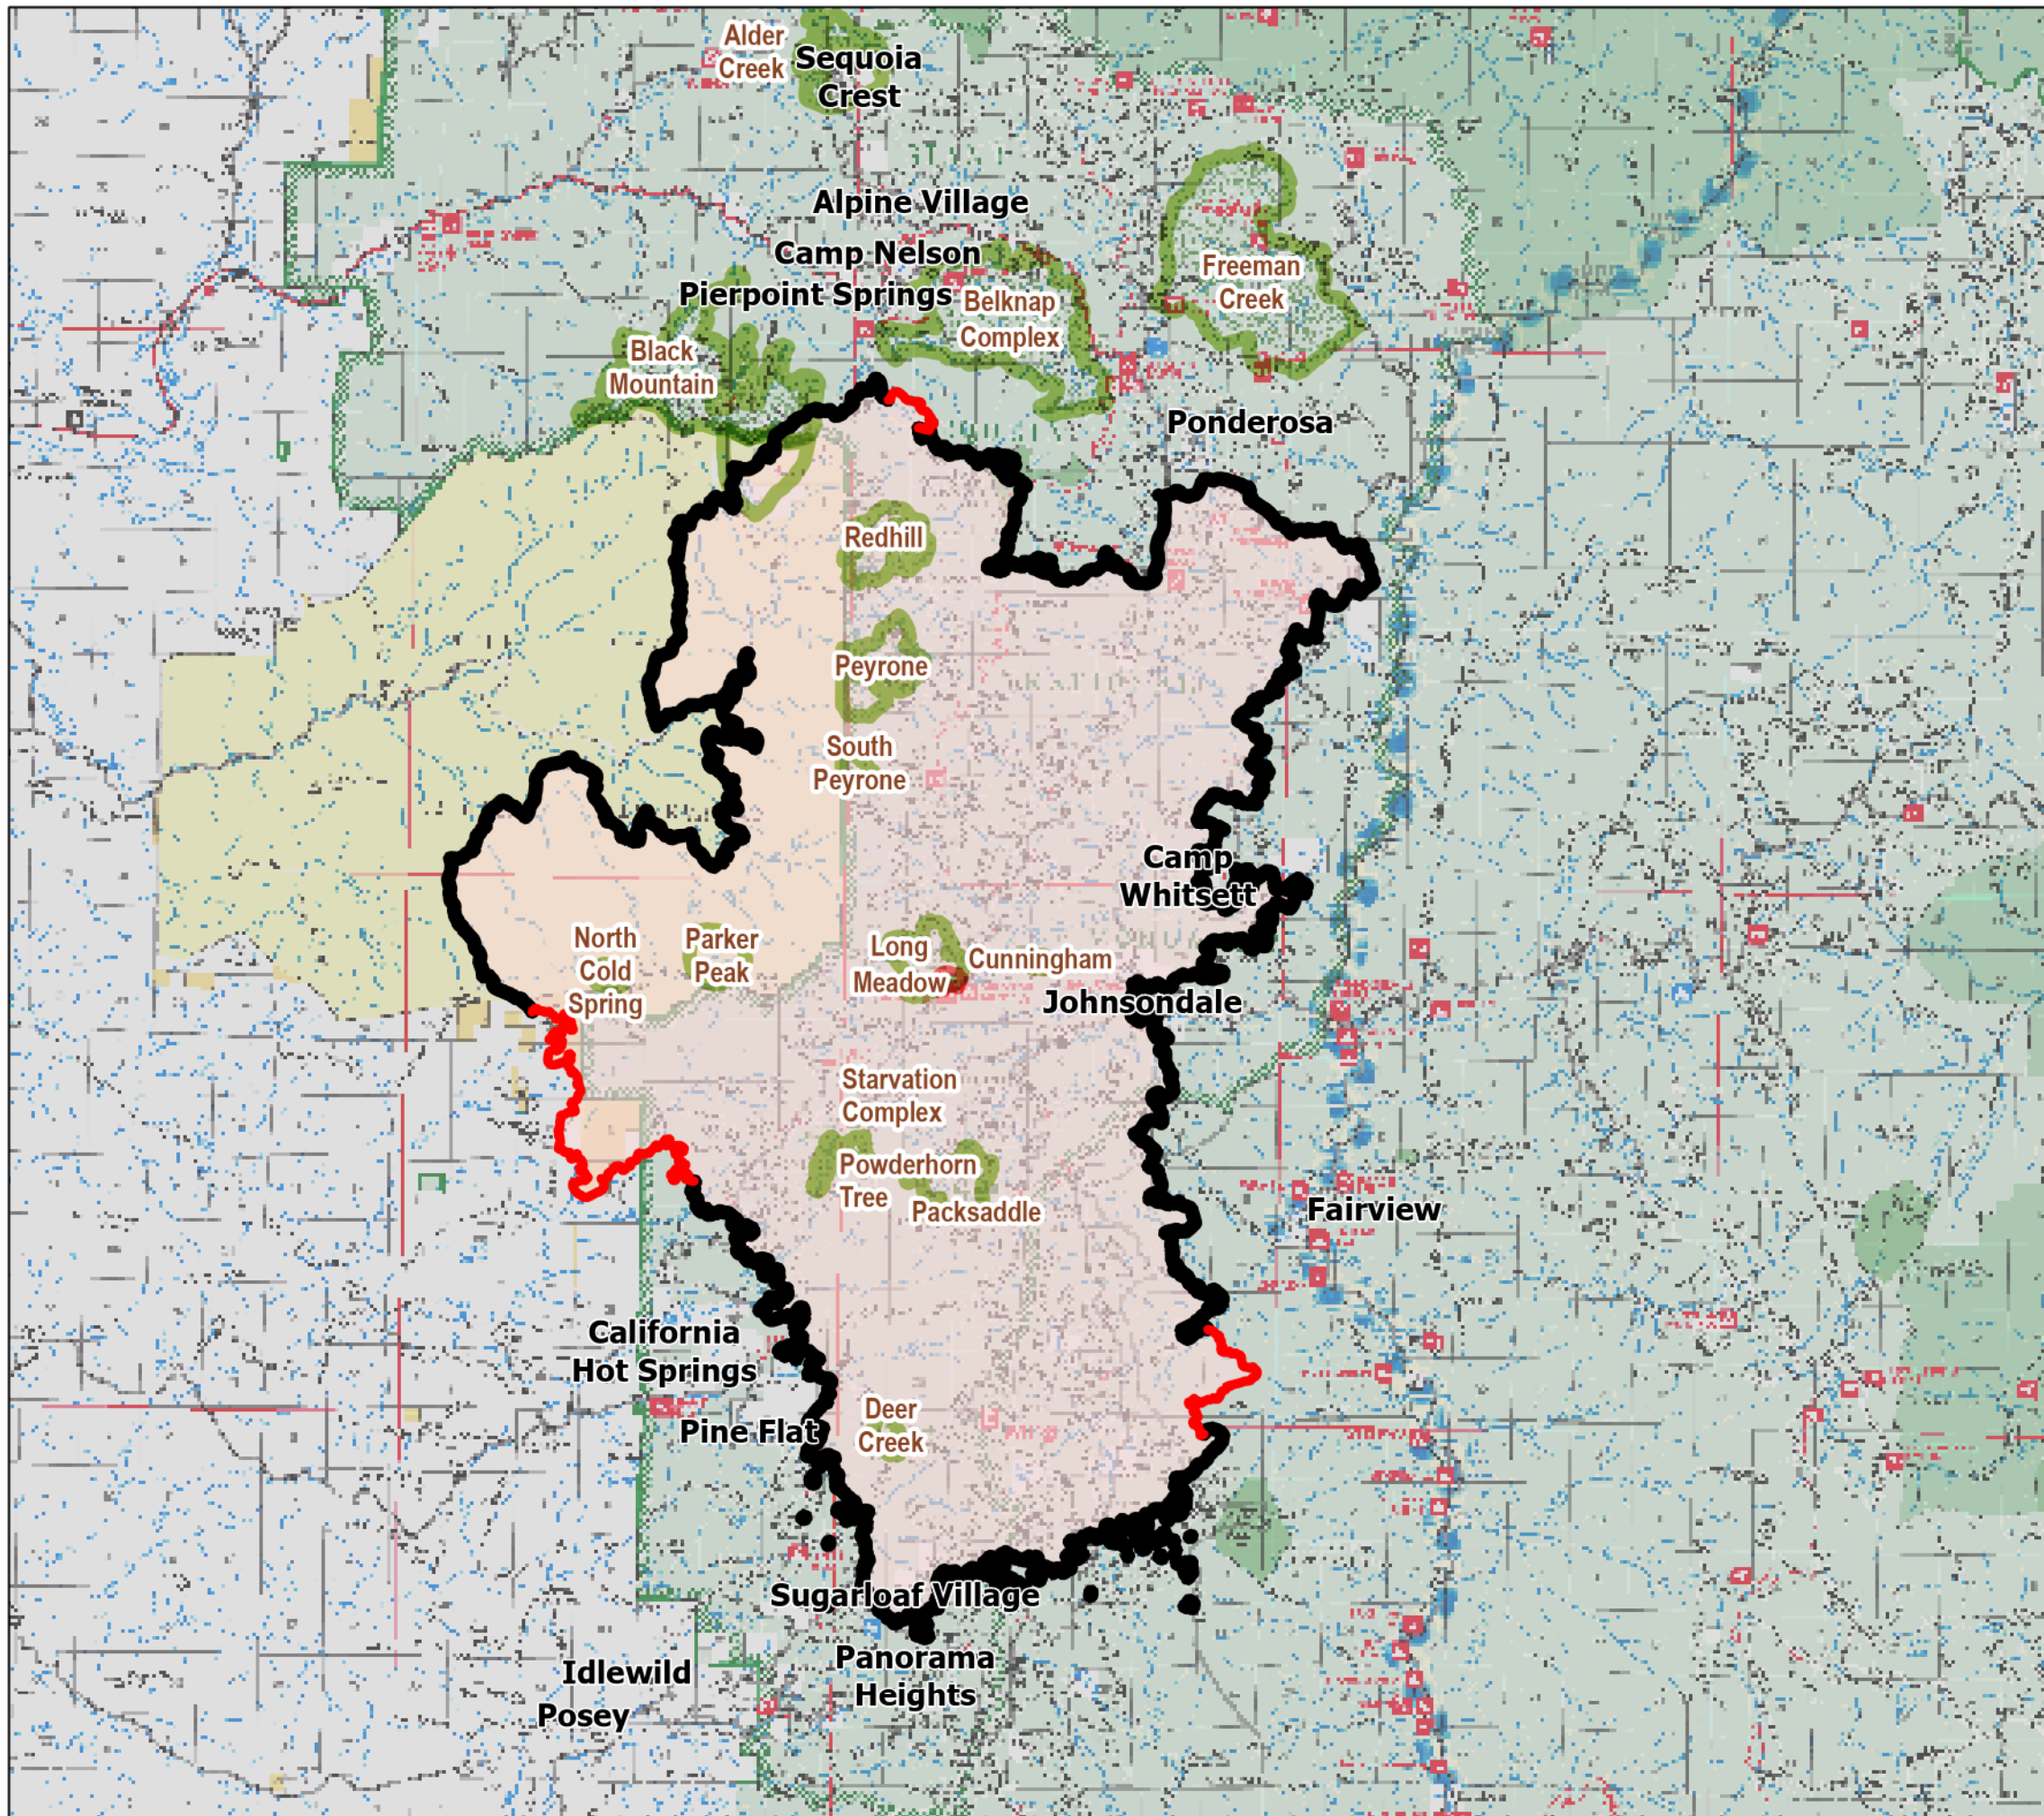 Alder
Creek
Sequoia
Crest
Alpine Village
Camp Nelson
Pierpoint Springs
Belknap
Complex
Freeman
Creek
Black
Mountain
Ponderosa
Redhill
Peyrone
South
Peyrone
Camp
Whitsett
North
Cold
Spring
Parker
Peak
Long
Meadow
Cunningham
Johnsondale
Starvation
Complex
Powderhorn
Tree
Packsaddle
Fairview
California
Hot Springs
Pine Flat
Deer
Creek
Sugarloaf Village
Panorama
Heights
Idlewild
Posey